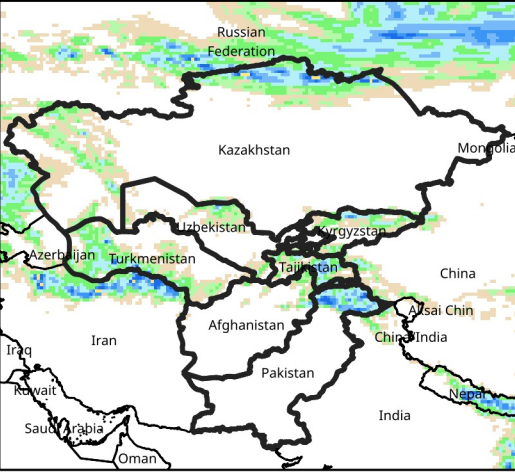 Russian
Federation
Kazakhstan
Mongolia
Uzbekistan
Kyrgyzstan
Azerbaijan
Turkmenistan
Tajikistan
China
Aksai Chin
Afghanistan
Iran
China/India
Iraq
Pakistan
Kuwait
Nepal
India
Saudi Arabia
Oman